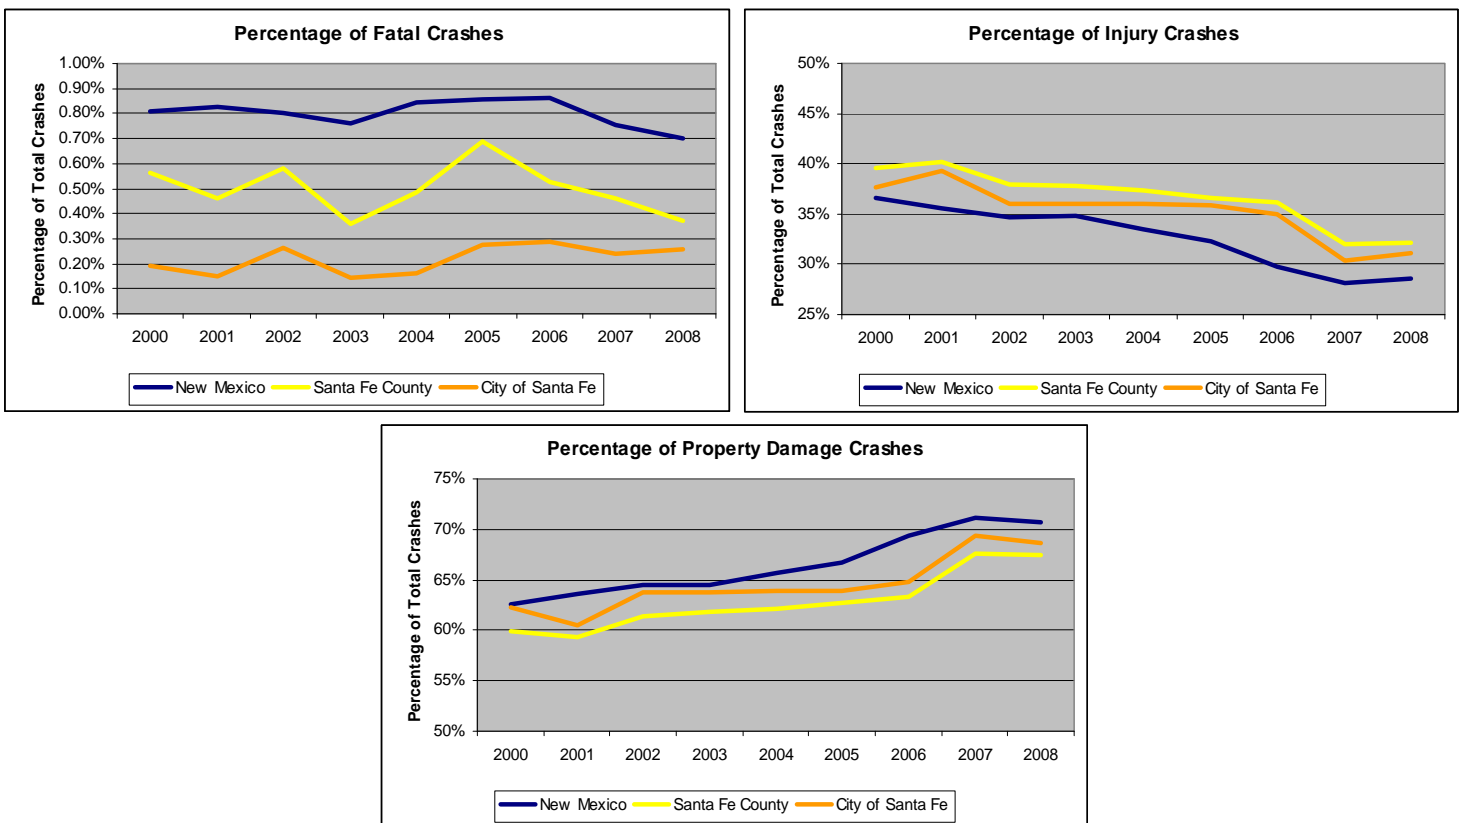 Percentage of Fatal Crashes
Percentage of Total Crashes
1.00%
0.90%
0.80%
0.70%
0.60%
0.50%
0.40%
0.30%
0.20%
0.10%
0.00%
2000 2001 2002 2003 2004 2005 2006 2007 2008
New Mexico Santa Fe County City of Santa Fe
Percentage of Injury Crashes
Percentage of Total Crashes
50%
45%
40%
35%
30%
25%
2000 2001 2002 2003 2004 2005 2006 2007 2008
New Mexico Santa Fe County City of Santa Fe
Percentage of Property Damage Crashes
Percentage of Total Crashes
75%
70%
65%
60%
55%
50%
2000 2001 2002 2003 2004 2005 2006 2007 2008
New Mexico Santa Fe County City of Santa Fe